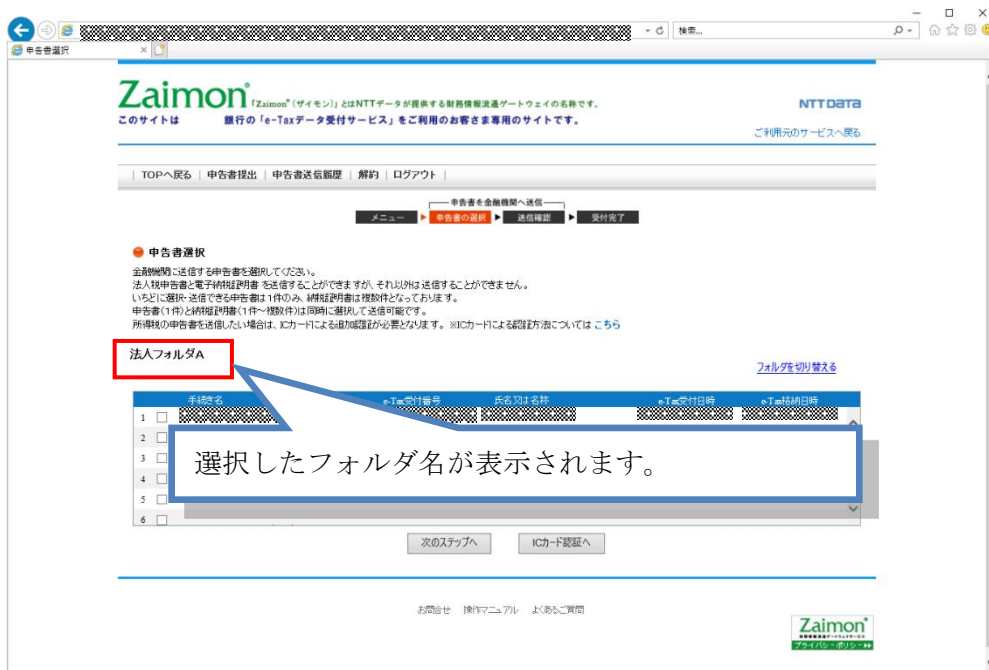 検索...
申告書選択
Zaimon®
「Zaimon®(ザイモン)」とはNTTデータが提供する財務情報流通ゲートウェイの名称です。
NTT DATA
このサイトは 銀行の「e-Taxデータ受付サービス」をご利用のお客さま専用のサイトです。
ご利用元のサービスへ戻る
TOPへ戻る | 申告書提出 | 申告書送信履歴 | 解約 | ログアウト |
申告書を金融機関へ送信
メニュー ▶ 申告書の選択 ▶ 送信確認 ▶ 受付完了
申告書選択
金融機関に送信する申告書を選択してください。
法人税申告書と電子納税証明書 を送信することができますが、それ以外は送信することができません。
いちどに選択・送信できる申告書は1件のみ、納税証明書は複数件となっております。
申告書(1件)と納税証明書(1件~複数件)は同時に選択して送信可能です。
所得税の申告書を送信したい場合は、ICカードによる追加認証が必要となります。 ※ICカードによる認証方法については こちら
法人フォルダA
フォルダを切り替える
手続き名 e-Tax受付番号 氏名又は名称 e-Tax受付日時 e-Tax格納日時
1
2
3
4
5
6
選択したフォルダ名が表示されます。
次のステップへ ICカード認証へ
お問合せ 操作マニュアル よくあるご質問
Zaimon®
プライバシーポリシー